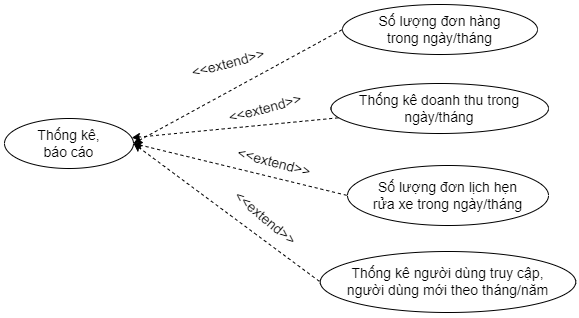 Số lượng đơn hàng
trong ngày/tháng
<<extend>>
Thống kê doanh thu trong
ngày/tháng
<<extend>>
Thống kê,
báo cáo
<<extend>>
Số lượng đơn lịch hẹn
rửa xe trong ngày/tháng
<<extend>>
Thống kê người dùng truy cập,
người dùng mới theo tháng/năm